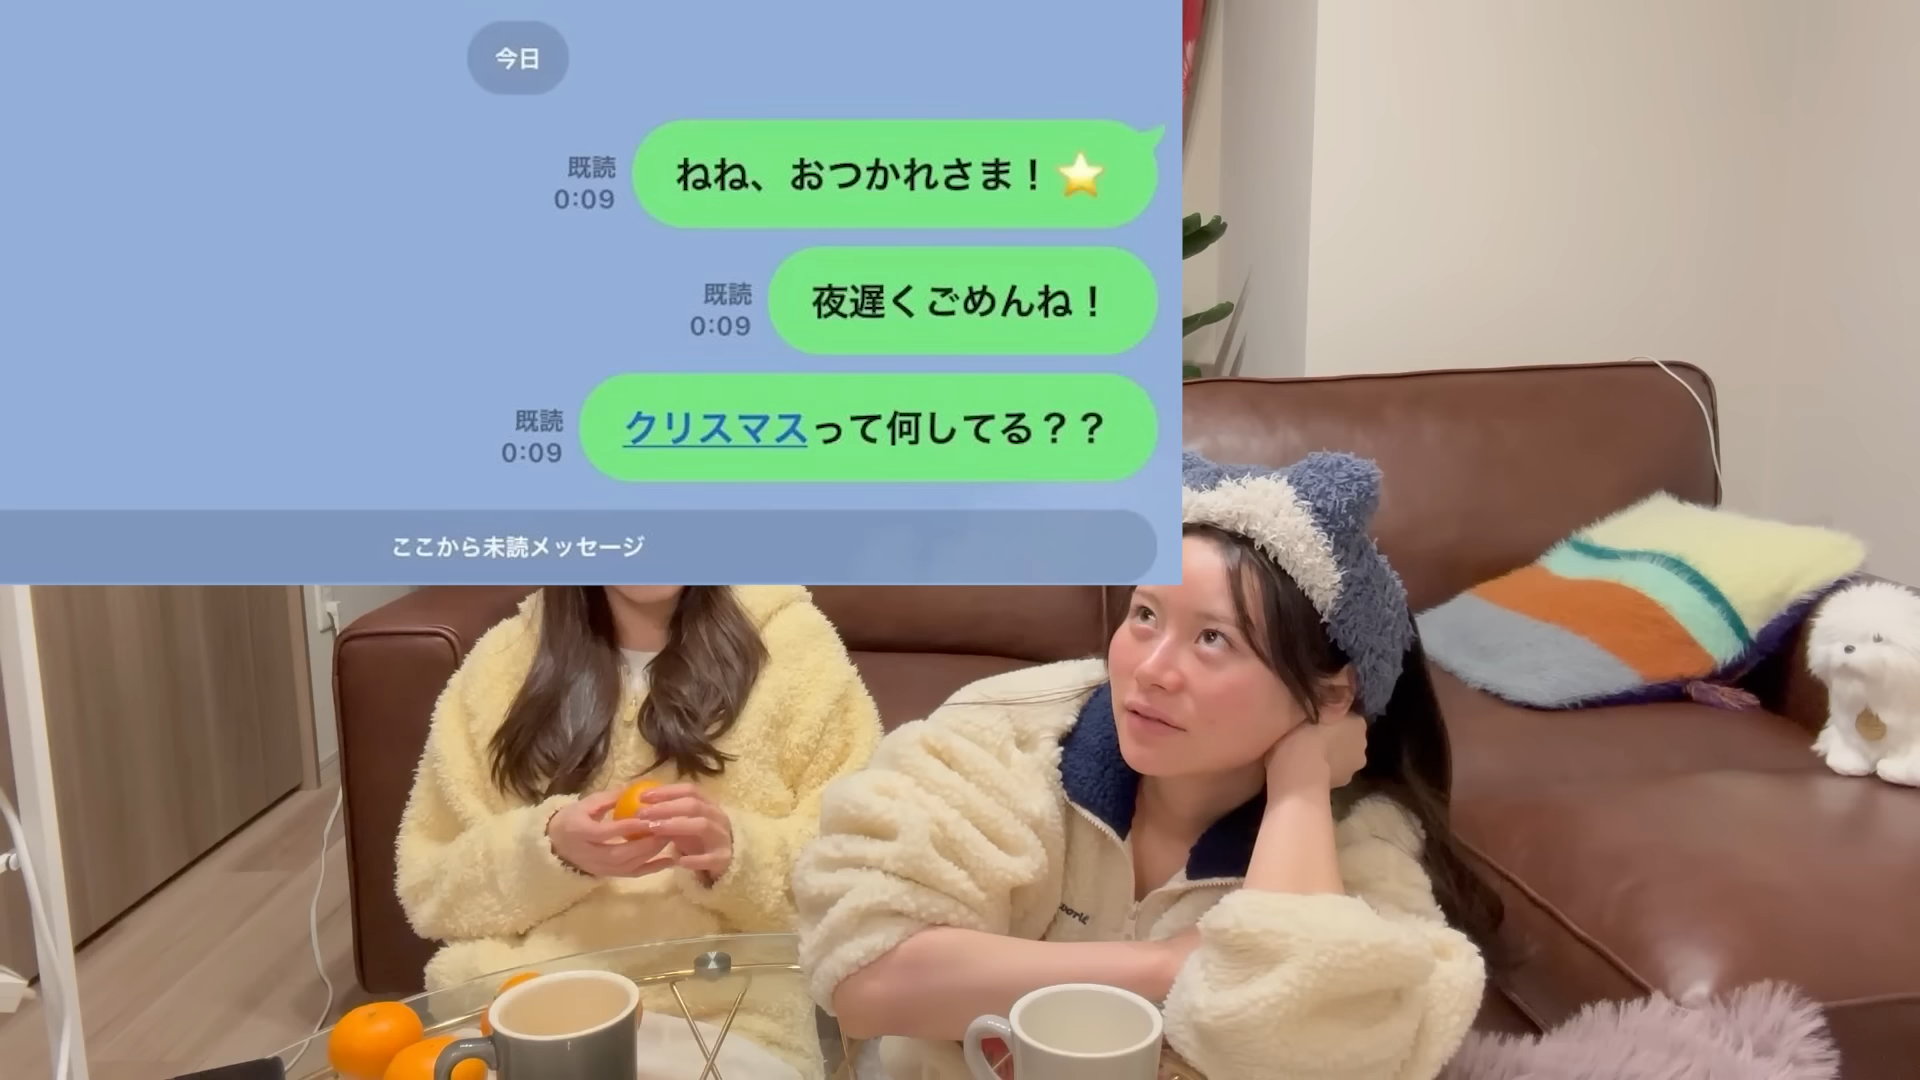 今日
ねね、おつかれさま！⭐
既読
0:09
夜遅くごめんね！
既読
0:09
クリスマスって何してる？？
既読
0:09
ここから未読メッセージ